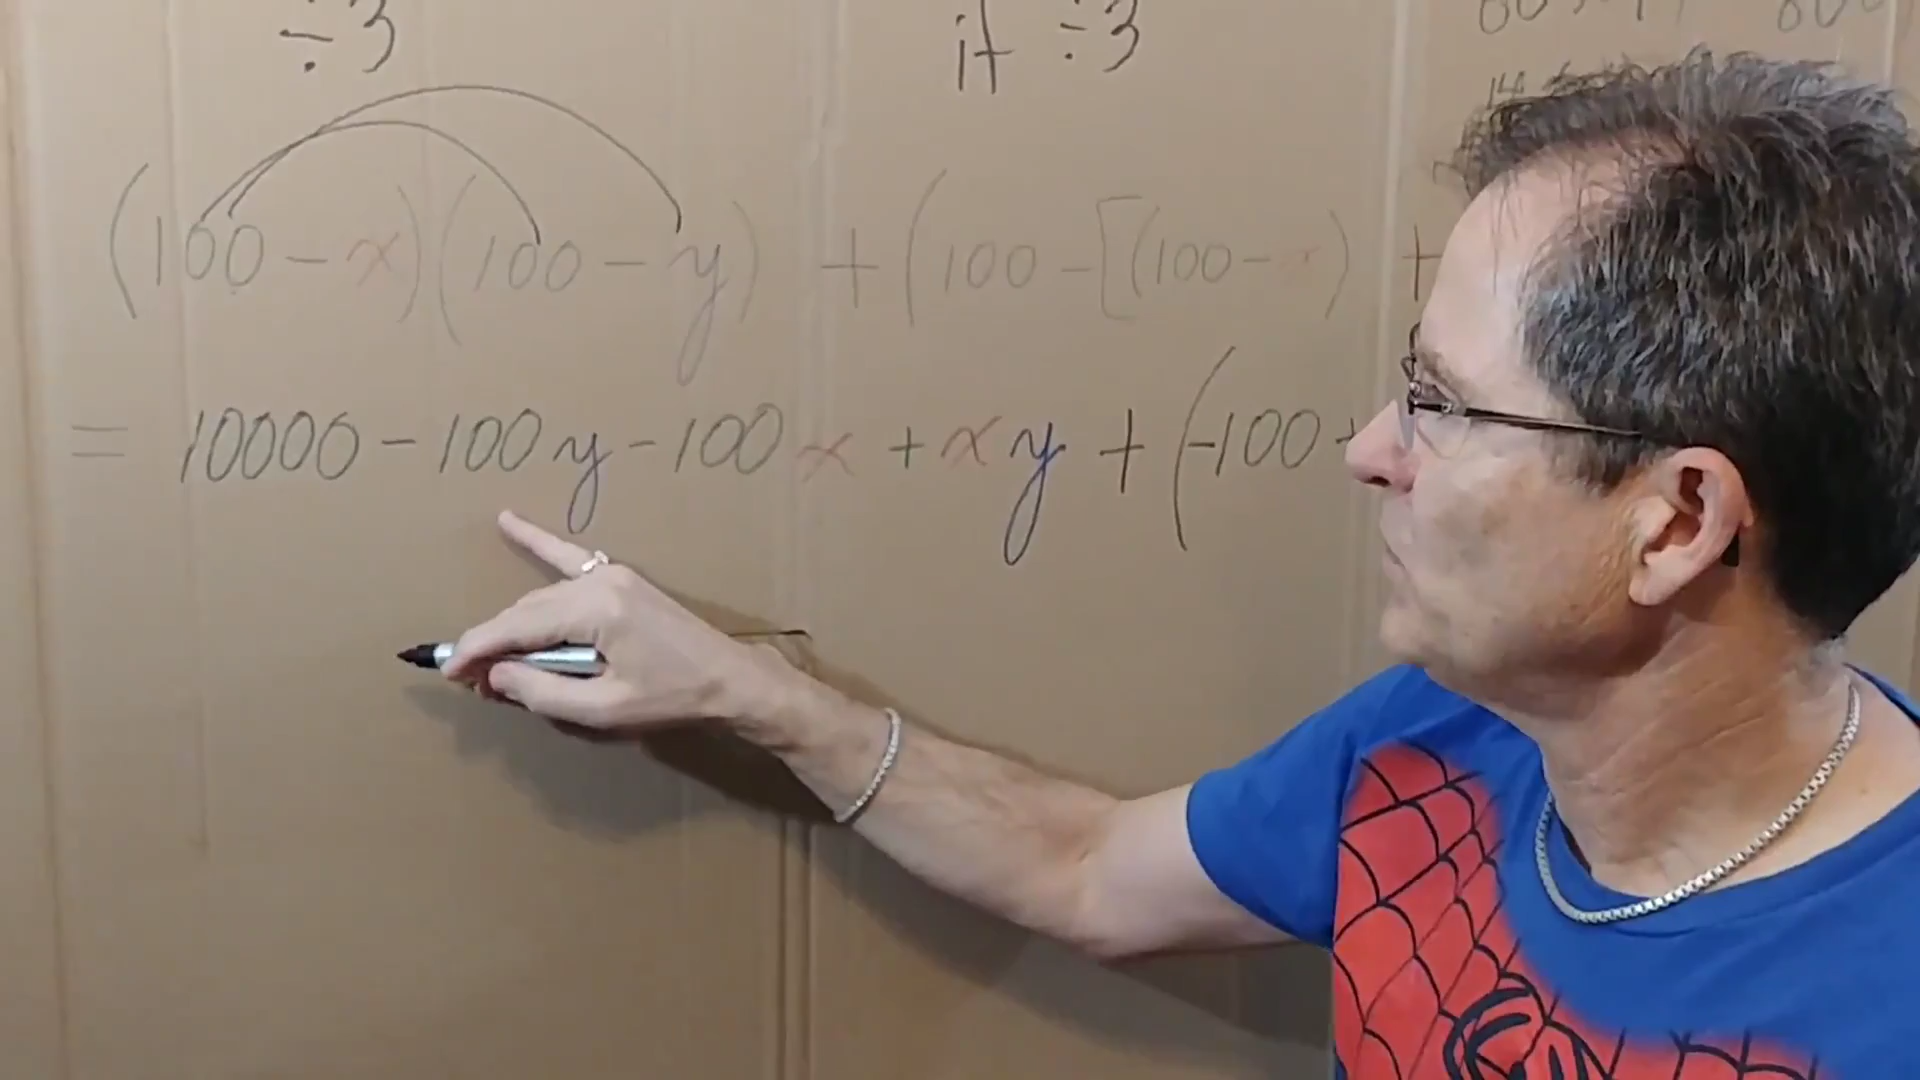 ÷3 if ÷3
(100-x)(100-y) + (100-[(100-x) +
= 10000-100y-100x+xy+(-100+